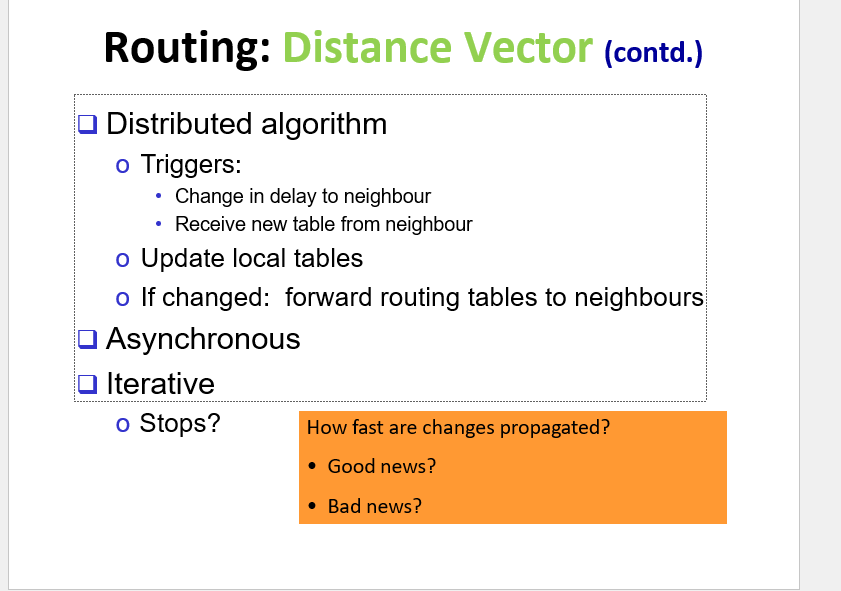 Routing: Distance Vector (contd.)
Distributed algorithm
o Triggers:
• Change in delay to neighbour
• Receive new table from neighbour
o Update local tables
o If changed: forward routing tables to neighbours
Asynchronous
Iterative
o Stops?
How fast are changes propagated?
• Good news?
• Bad news?